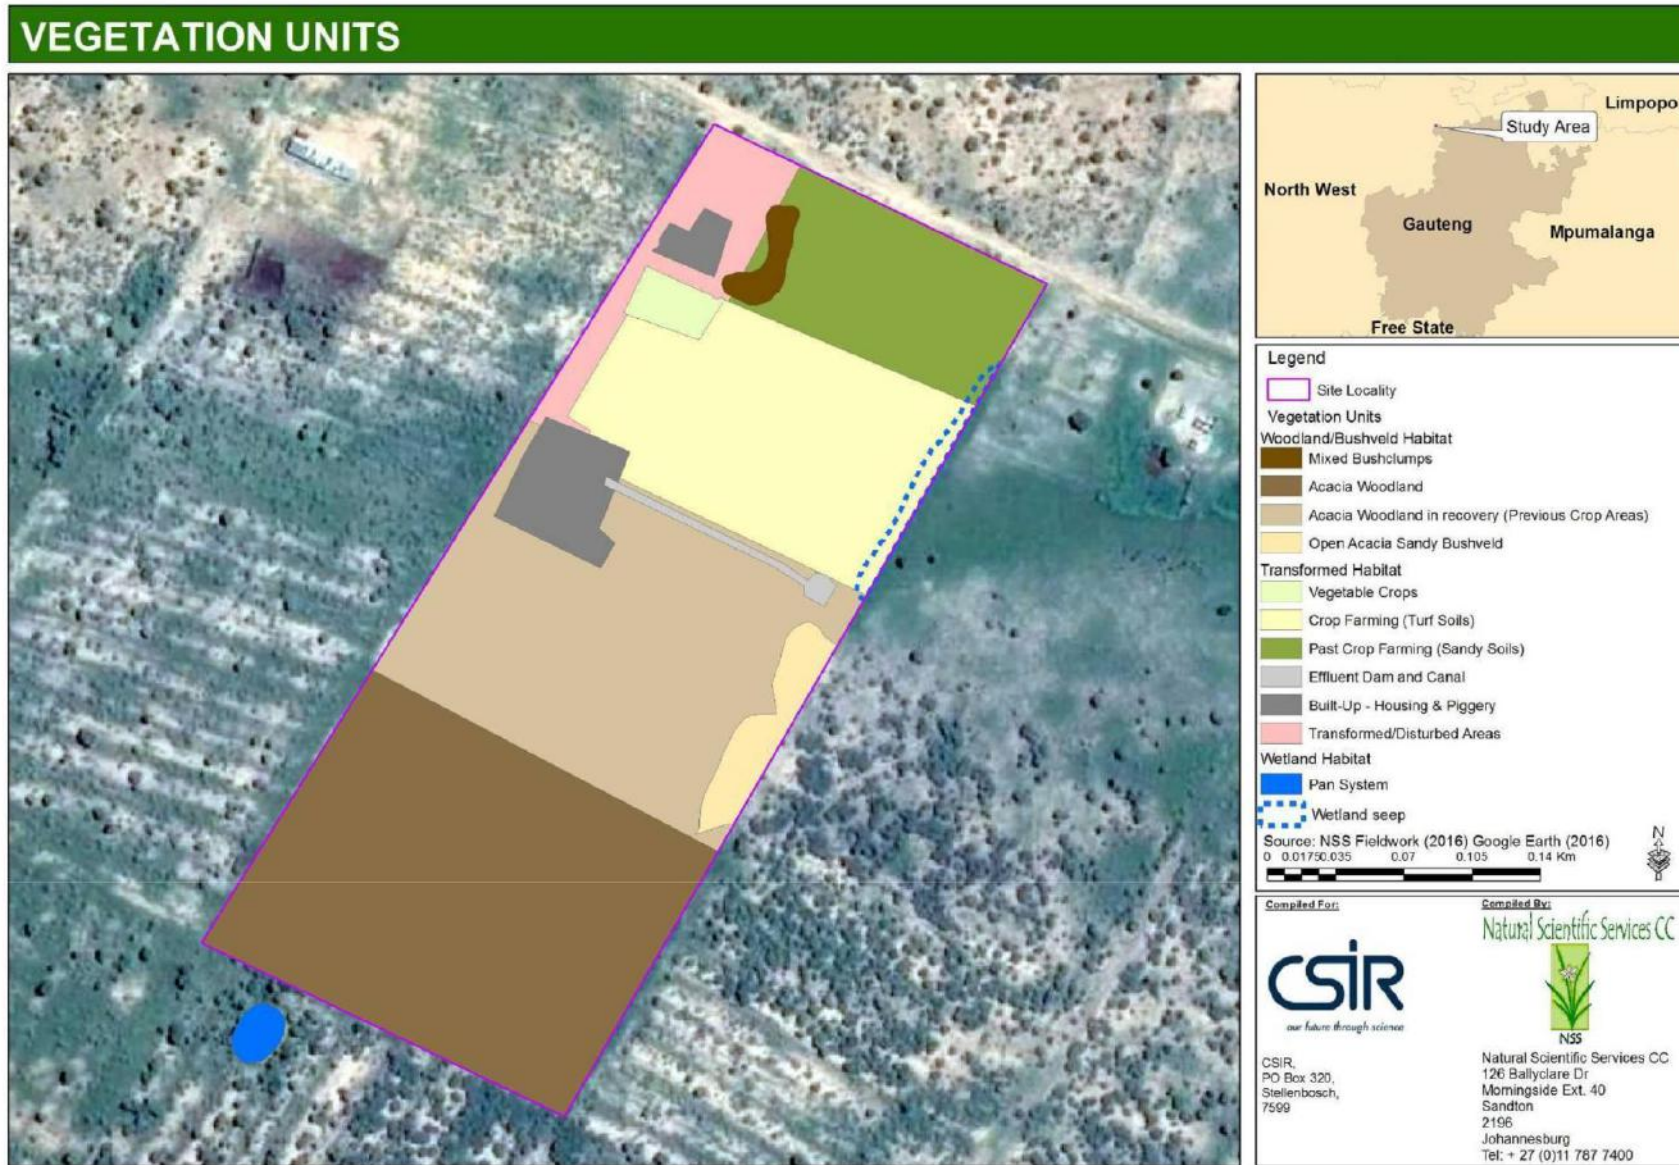 VEGETATION UNITS
Limpopo
Study Area
North West
Gauteng
Mpumalanga
Free State
Legend
Site Locality
Vegetation Units
Woodland/Bushveld Habitat
Mixed Bushclumps
Acacia Woodland
Acacia Woodland in recovery (Previous Crop Areas)
Open Acacia Sandy Bushveld
Transformed Habitat
Vegetable Crops
Crop Farming (Turf Soils)
Past Crop Farming (Sandy Soils)
Effluent Dam and Canal
Built-Up - Housing & Piggery
Transformed/Disturbed Areas
Wetland Habitat
Pan System
Wetland seep
Source: NSS Fieldwork (2016) Google Earth (2016)
0 0.01750.035 0.07 0.105 0.14 Km
N
Compiled For:
CSIR
our future through science
CSIR,
PO Box 320,
Stellenbosch,
7599
Compiled By:
Natural Scientific Services CC
NSS
Natural Scientific Services CC
126 Ballyclare Dr
Morningside Ext. 40
Sandton
2196
Johannesburg
Tel: + 27 (0)11 787 7400